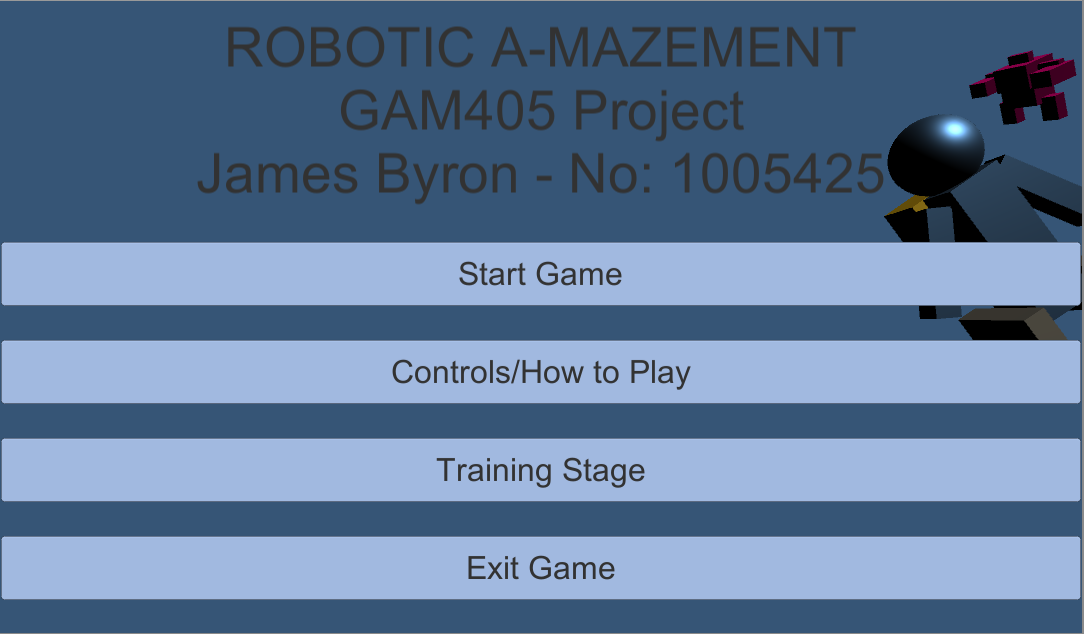 ROBOTIC A-MAZEMENT
GAM405 Project
James Byron - No: 1005425
Start Game
Controls/How to Play
Training Stage
Exit Game